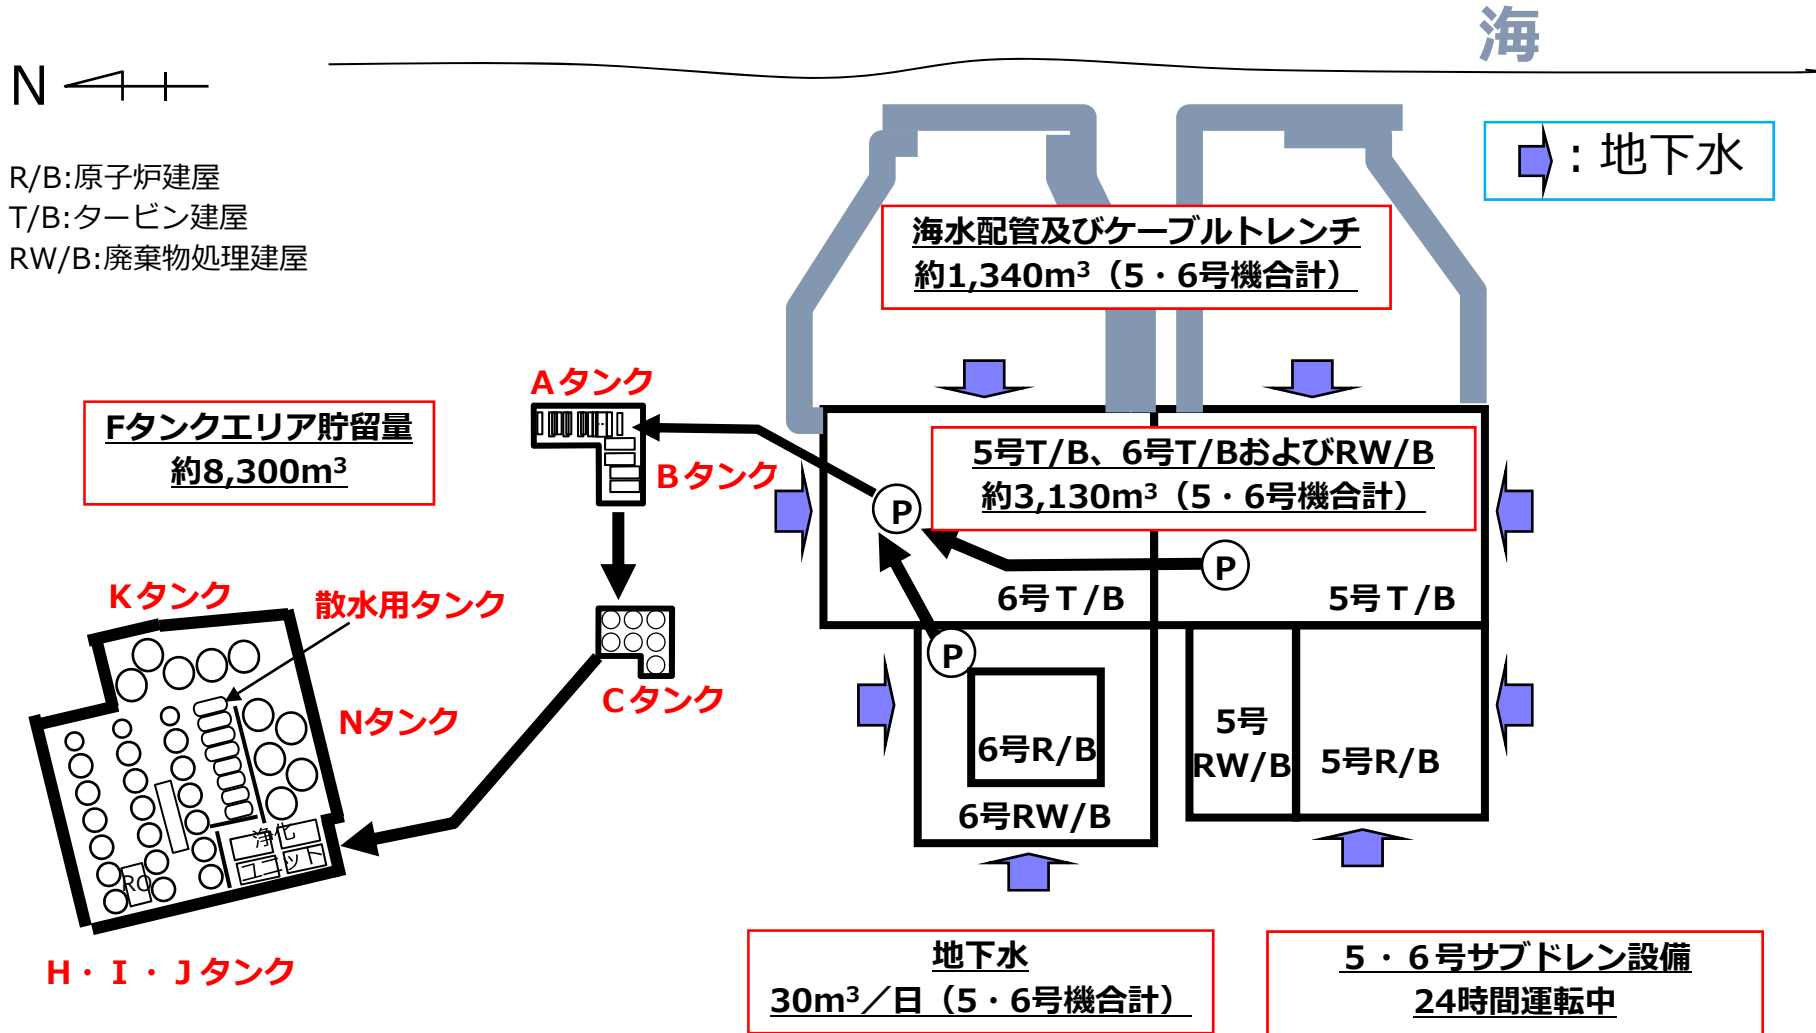 海
N
R/B:原子炉建屋
T/B:タービン建屋
RW/B:廃棄物処理建屋
：地下水
海水配管及びケーブルトレンチ
約1,340m³（5・6号機合計）
Aタンク
Fタンクエリア貯留量
約8,300m³
Bタンク
5号T/B、6号T/BおよびRW/B
約3,130m³（5・6号機合計）
P
P
6号T/B
5号T/B
Kタンク
散水用タンク
P
Cタンク
Nタンク
6号R/B
5号
RW/B
5号R/B
6号RW/B
浄化
ユニット
RO
H・I・Jタンク
地下水
30m³／日（5・6号機合計）
5・6号サブドレン設備
24時間運転中